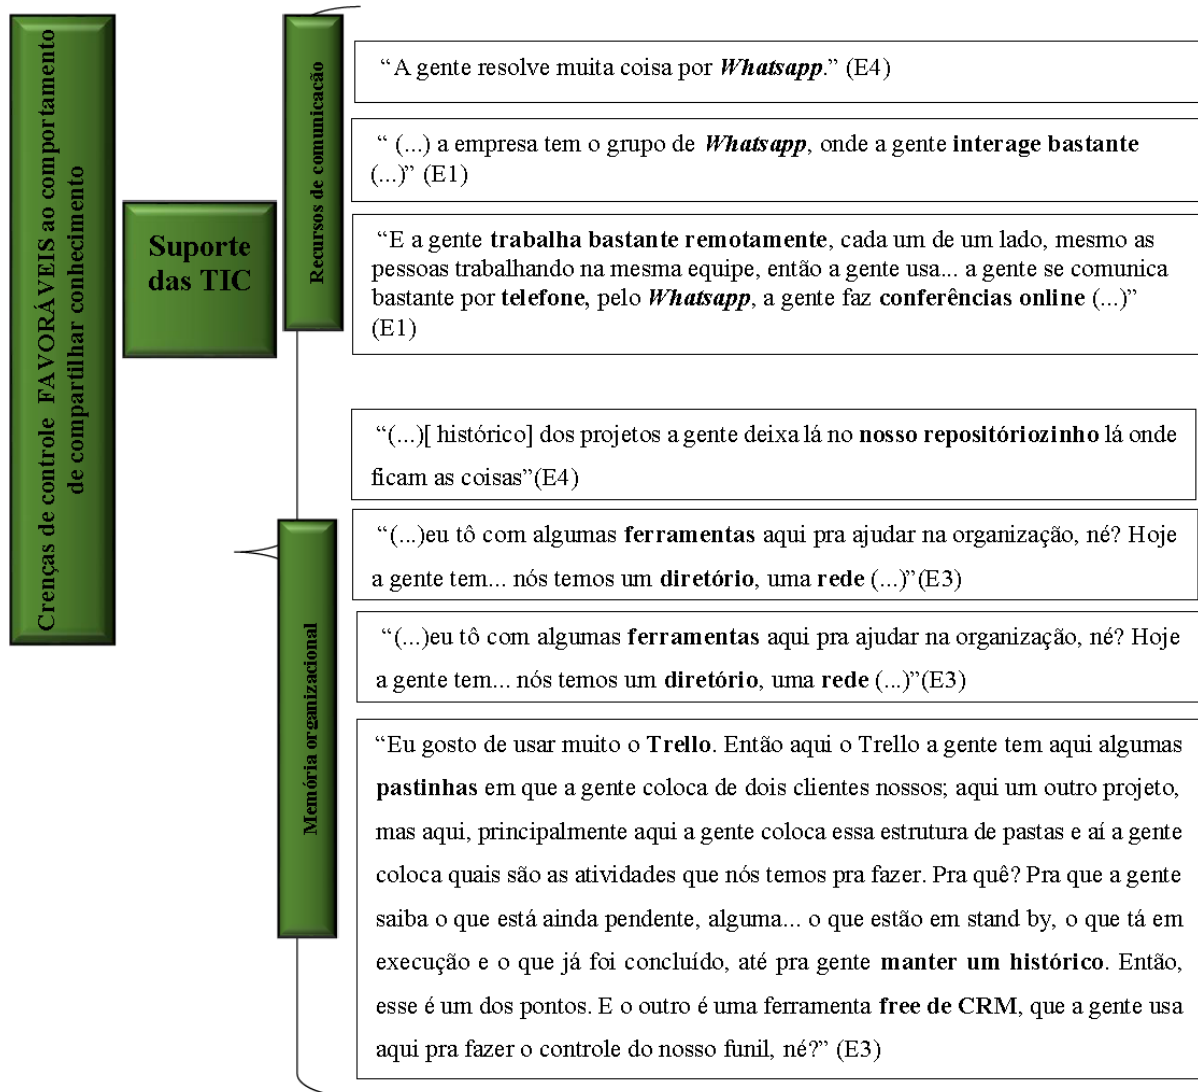 Crenças de controle FAVORÁVEIS ao comportamento
de compartilhar conhecimento
Suporte
das TIC
Recursos de comunicação
“A gente resolve muita coisa por Whatsapp.” (E4)
“ (...) a empresa tem o grupo de Whatsapp, onde a gente interage bastante
(...)” (E1)
“E a gente trabalha bastante remotamente, cada um de um lado, mesmo as
pessoas trabalhando na mesma equipe, então a gente usa... a gente se comunica
bastante por telefone, pelo Whatsapp, a gente faz conferências online (...)”
(E1)
Memória organizacional
“(...)[ histórico] dos projetos a gente deixa lá no nosso repositóriozinho lá onde
ficam as coisas”(E4)
“(...)eu tô com algumas ferramentas aqui pra ajudar na organização, né? Hoje
a gente tem... nós temos um diretório, uma rede (...)”(E3)
“(...)eu tô com algumas ferramentas aqui pra ajudar na organização, né? Hoje
a gente tem... nós temos um diretório, uma rede (...)”(E3)
“Eu gosto de usar muito o Trello. Então aqui o Trello a gente tem aqui algumas
pastinhas em que a gente coloca de dois clientes nossos; aqui um outro projeto,
mas aqui, principalmente aqui a gente coloca essa estrutura de pastas e aí a gente
coloca quais são as atividades que nós temos pra fazer. Pra quê? Pra que a gente
saiba o que está ainda pendente, alguma... o que estão em stand by, o que tá em
execução e o que já foi concluído, até pra gente manter um histórico. Então,
esse é um dos pontos. E o outro é uma ferramenta free de CRM, que a gente usa
aqui pra fazer o controle do nosso funil, né?” (E3)